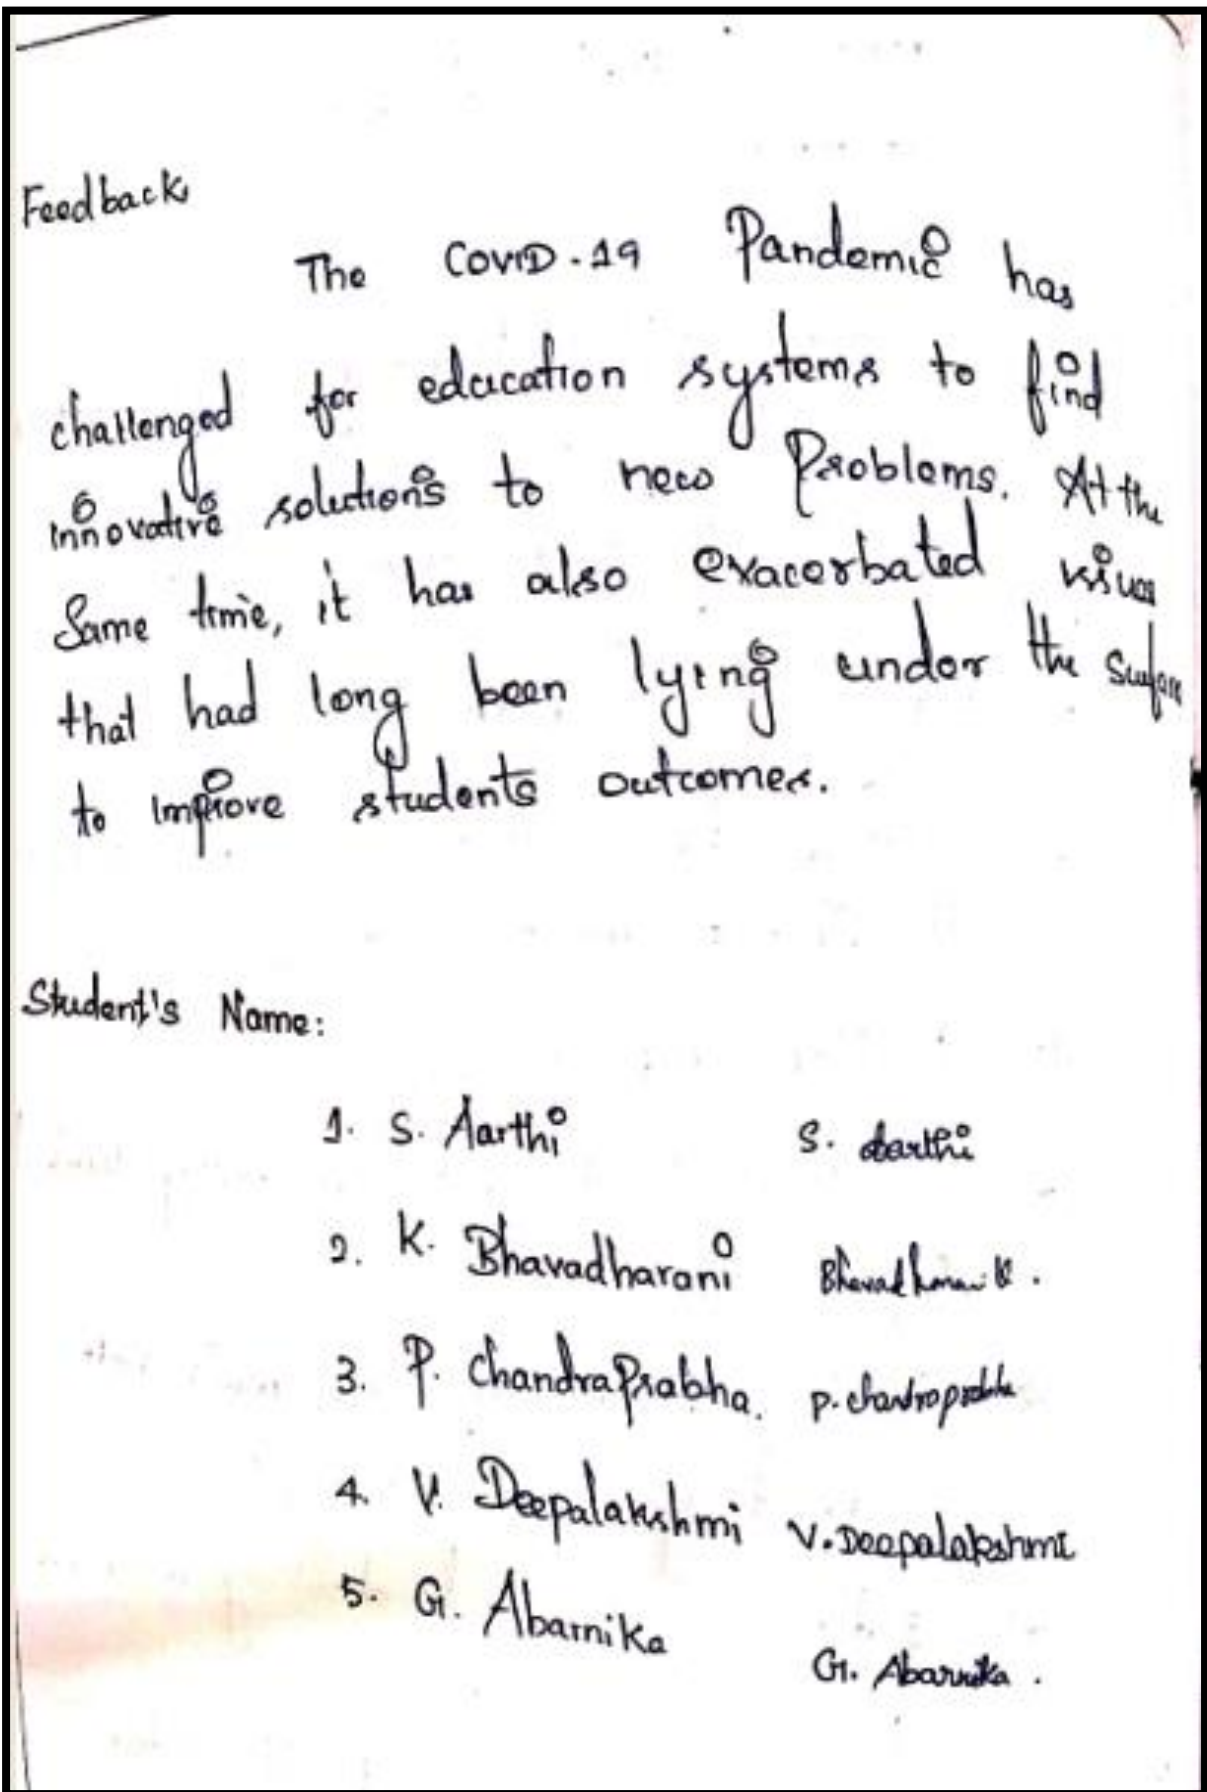 Feedback
The COVID-19 Pandemic has
challenged for education systems to find
innovative solutions to new Problems. At the
Same time, it has also exacerbated issues
that had long been lying under the surface
to improve students outcomes.
Student's Name:
1. S. Aarthi S. Aarthi
2. K. Bhavadharani Bhavadharani K.
3. P. ChandraPrabha. P. chandraprabha
4. V. Deepalakshmi V. Deepalakshmi
5. G. Abarnika G. Abarnika.